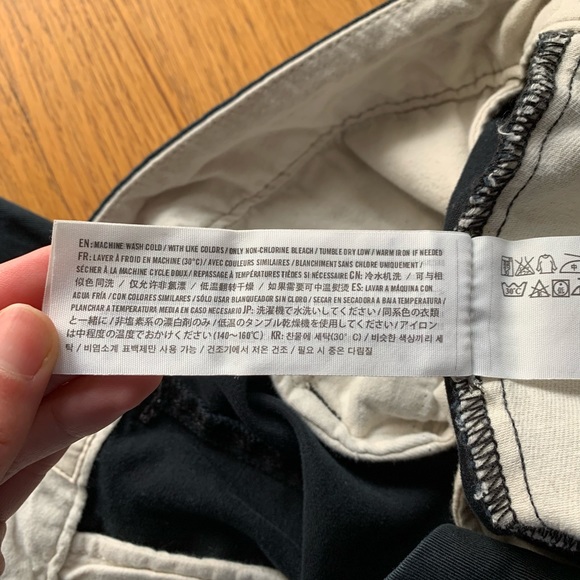 EN: MACHINE WASH COLD / WITH LIKE COLORS / ONLY NON-CHLORINE BLEACH / TUMBLE DRY LOW / WARM IRON IF NEEDED
FR: LAVER À FROID EN MACHINE (30°C) /AVEC COULEURS SIMILAIRES / BLANCHIMENT SANS CHLORE UNIQUEMENT /
SÉCHER À LA MACHINE CYCLE DOUX / REPASSAGE À TEMPÉRATURES TIÈDES SI NÉCESSAIRE CN: 冷水机洗 / 可与相
似色同洗 / 仅允许非氯漂 / 低温翻转干燥 / 如果需要可中温熨烫 ES: LAVAR A MÁQUINA CON
AGUA FRÍA / CON COLORES SIMILARES / SÓLO USAR BLANQUEADOR SIN CLORO / SECAR EN SECADORA A BAJA TEMPERATURA /
PLANCHAR A TEMPERATURA MEDIA EN CASO NECESARIO JP: 洗濯機で水洗いしてください / 同系色の衣類
と一緒に / 非塩素系の漂白剤のみ / 低温のタンブル乾燥機を使用してください/ アイロン
は中程度の温度でおかけください (140～160℃) KR: 찬물에 세탁(30° C) / 비슷한 색상끼리 세
탁 / 비염소계 표백제만 사용 가능 / 건조기에서 저온 건조 / 필요 시 중온 다림질